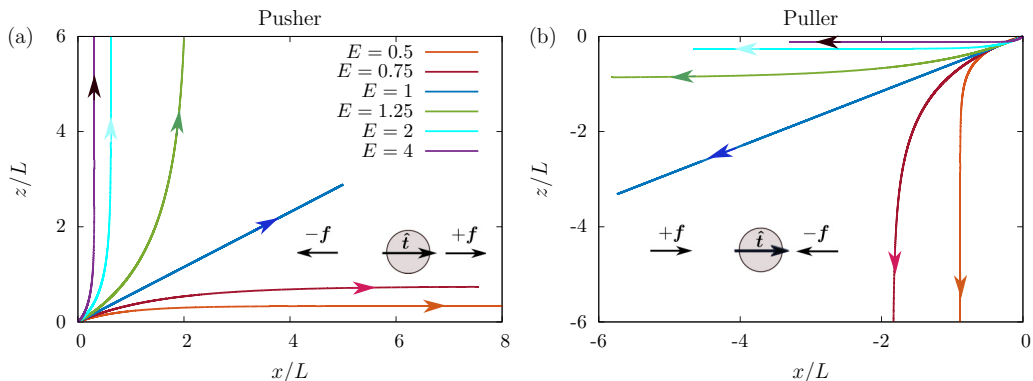 Pusher
(a)
6
4
2
0
z/L
E = 0.5
E = 0.75
E = 1
E = 1.25
E = 2
E = 4
−f
t̂
+f
0 2 4 6 8
x/L
Puller
(b)
0
-2
-4
-6
z/L
+f
t̂
−f
-6 -4 -2 0
x/L